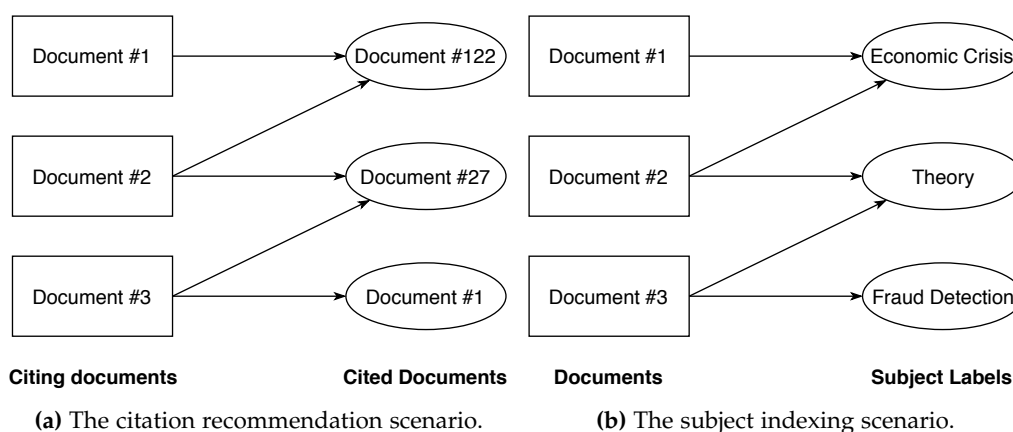 Document #1
Document #122
Document #2
Document #27
Document #3
Document #1
Citing documents
Cited Documents
(a) The citation recommendation scenario.
Document #1
Economic Crisis
Document #2
Theory
Document #3
Fraud Detection
Documents
Subject Labels
(b) The subject indexing scenario.